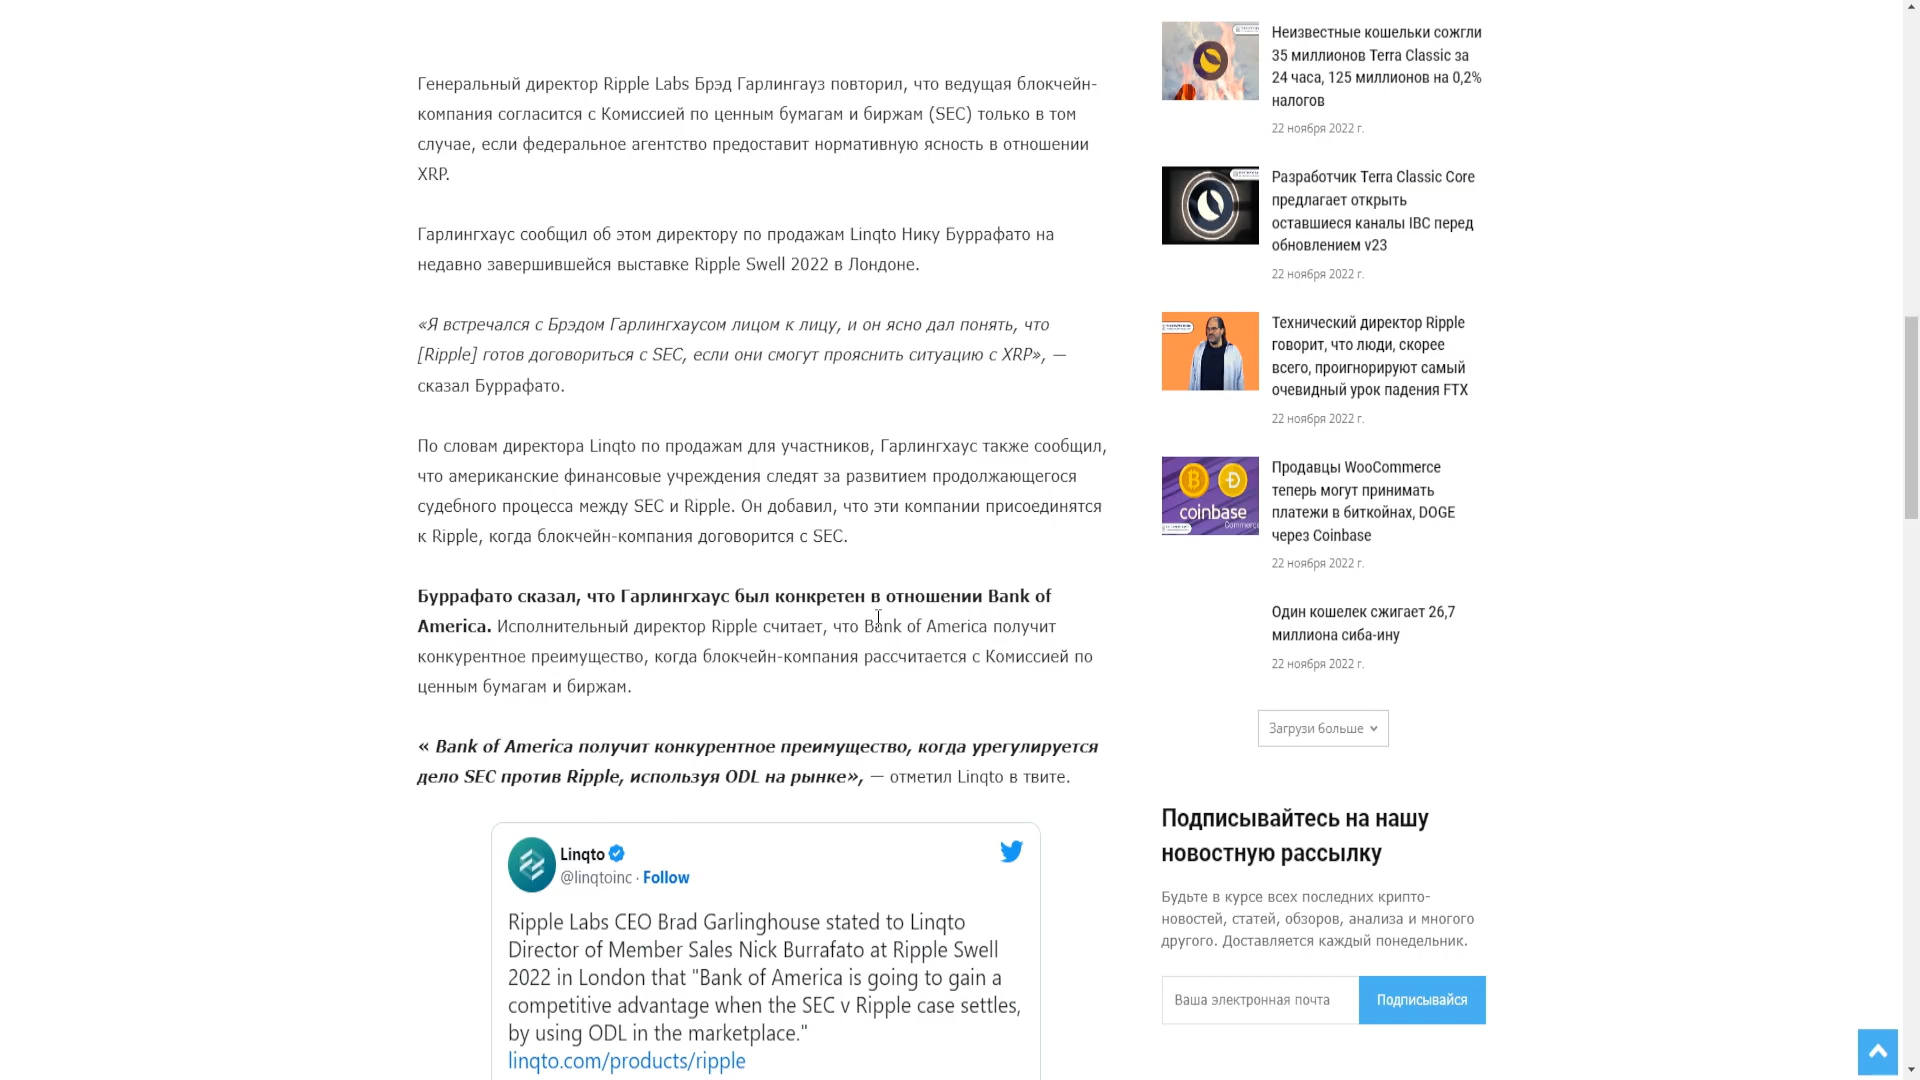 Генеральный директор Ripple Labs Брэд Гарлингауз повторил, что ведущая блокчейн-
компания согласится с Комиссией по ценным бумагам и биржам (SEC) только в том
случае, если федеральное агентство предоставит нормативную ясность в отношении
XRP.
Гарлингхаус сообщил об этом директору по продажам Linqto Нику Буррафато на
недавно завершившейся выставке Ripple Swell 2022 в Лондоне.
«Я встречался с Брэдом Гарлингхаусом лицом к лицу, и он ясно дал понять, что
[Ripple] готов договориться с SEC, если они смогут прояснить ситуацию с XRP», —
сказал Буррафато.
По словам директора Linqto по продажам для участников, Гарлингхаус также сообщил,
что американские финансовые учреждения следят за развитием продолжающегося
судебного процесса между SEC и Ripple. Он добавил, что эти компании присоединятся
к Ripple, когда блокчейн-компания договорится с SEC.
Буррафато сказал, что Гарлингхаус был конкретен в отношении Bank of
America. Исполнительный директор Ripple считает, что Bank of America получит
конкурентное преимущество, когда блокчейн-компания рассчитается с Комиссией по
ценным бумагам и биржам.
« Bank of America получит конкурентное преимущество, когда урегулируется
дело SEC против Ripple, используя ODL на рынке», — отметил Linqto в твите.
Linqto
@linqtoinc · Follow
Ripple Labs CEO Brad Garlinghouse stated to Linqto
Director of Member Sales Nick Burrafato at Ripple Swell
2022 in London that "Bank of America is going to gain a
competitive advantage when the SEC v Ripple case settles,
by using ODL in the marketplace."
linqto.com/products/ripple
Неизвестные кошельки сожгли
35 миллионов Terra Classic за
24 часа, 125 миллионов на 0,2%
налогов
22 ноября 2022 г.
Разработчик Terra Classic Core
предлагает открыть
оставшиеся каналы IBC перед
обновлением v23
22 ноября 2022 г.
Технический директор Ripple
говорит, что люди, скорее
всего, проигнорируют самый
очевидный урок падения FTX
22 ноября 2022 г.
coinbase
Commerce
Продавцы WooCommerce
теперь могут принимать
платежи в биткойнах, DOGE
через Coinbase
22 ноября 2022 г.
Один кошелек сжигает 26,7
миллиона сиба-ину
22 ноября 2022 г.
Загрузи больше
Подписывайтесь на нашу
новостную рассылку
Будьте в курсе всех последних крипто-
новостей, статей, обзоров, анализа и многого
другого. Доставляется каждый понедельник.
Ваша электронная почта
Подписывайся